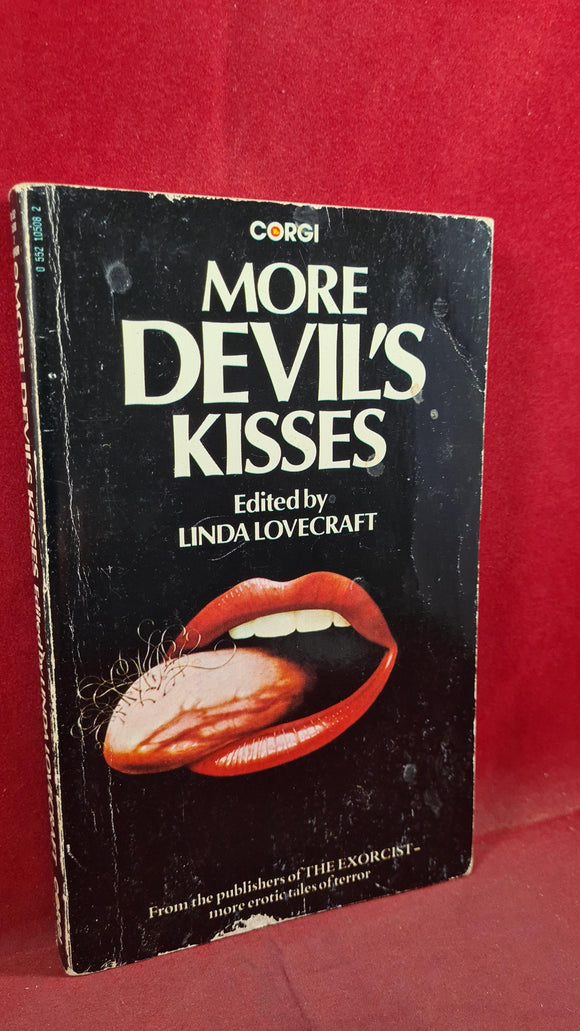 CORGI
MORE
DEVIL'S
KISSES
Edited by
LINDA LOVECRAFT
From the publishers of THE EXORCIST–
more erotic tales of terror
0 552 10508 2
MORE DEVIL'S KISSES